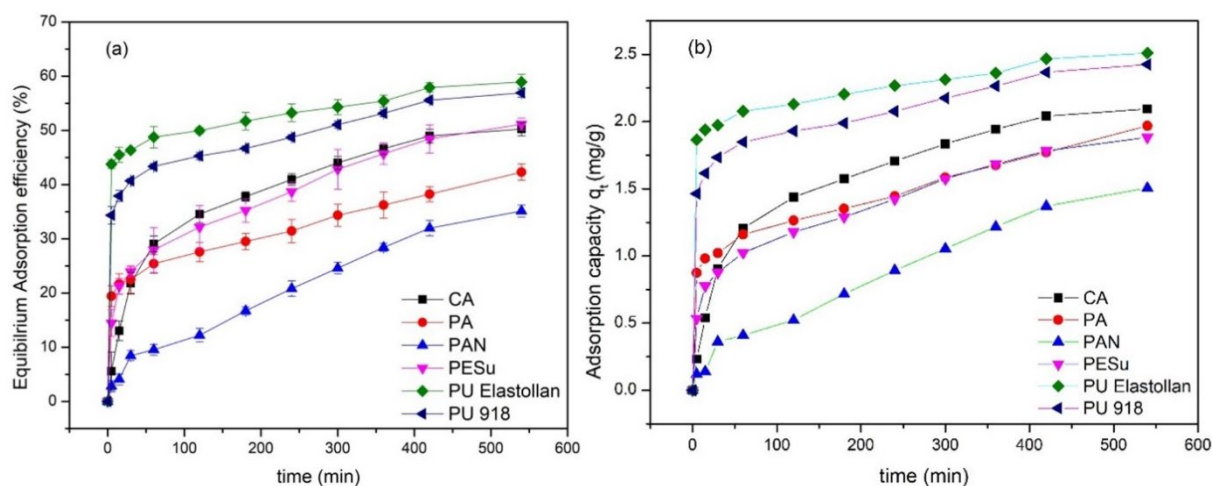 (a)
Equibilirium Adsorption efficiency (%)
70
60
50
40
30
20
10
0
CA
PA
PAN
PESu
PU Elastollan
PU 918
-100 0 100 200 300 400 500 600
time (min)
(b)
Adsorption capacity qt (mg/g)
2.5
2.0
1.5
1.0
0.5
0.0
CA
PA
PAN
PESu
PU Elastollan
PU 918
-100 0 100 200 300 400 500 600
time (min)